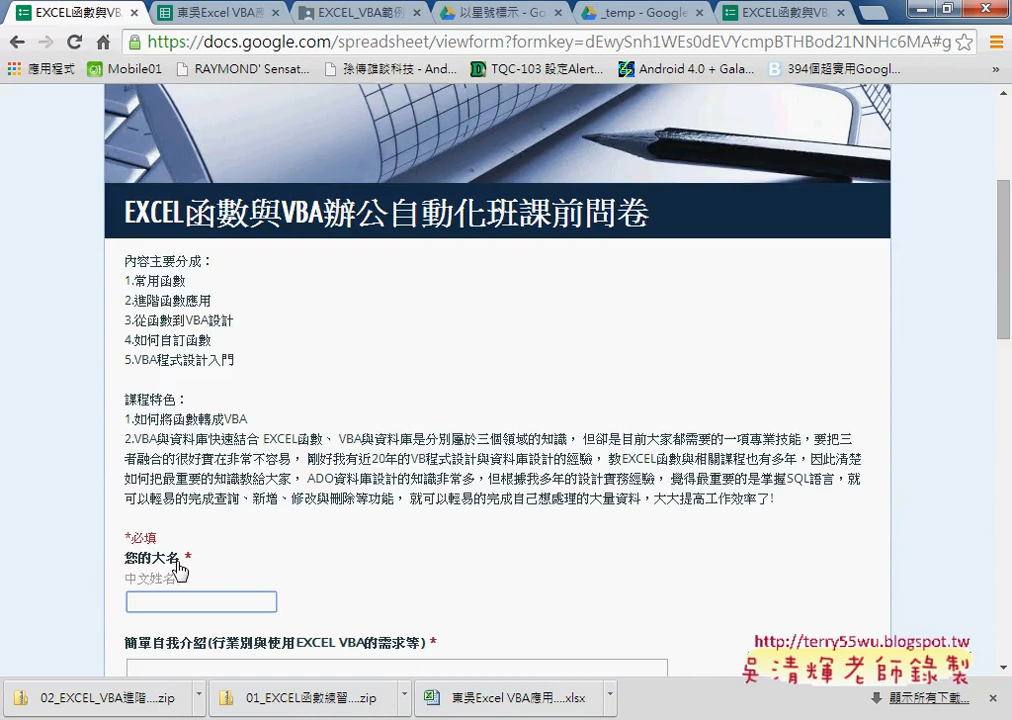 EXCEL函數與VB
東吳Excel VBA應
EXCEL_VBA範例
以星號標示 - Go
_temp - Google
EXCEL函數與VB
https://docs.google.com/spreadsheet/viewform?formkey=dEwySnh1WEs0dEVYcmpBTHBod21NNHc6MA#g
應用程式
Mobile01
RAYMOND' Sensat...
孫傳雄談科技 - And...
TQC-103 設定Alert...
Android 4.0 + Gala...
394個超實用Googl...
»
EXCEL函數與VBA辦公自動化班課前問卷
內容主要分成：
1.常用函數
2.進階函數應用
3.從函數到VBA設計
4.如何自訂函數
5.VBA程式設計入門
課程特色：
1.如何將函數轉成VBA
2.VBA與資料庫快速結合 EXCEL函數、 VBA與資料庫是分別屬於三個領域的知識， 但卻是目前大家都需要的一項專業技能，要把三
者融合的很好實在非常不容易， 剛好我有近20年的VB程式設計與資料庫設計的經驗， 教EXCEL函數與相關課程也有多年，因此清楚
如何把最重要的知識教給大家， ADO資料庫設計的知識非常多，但根據我多年的設計實務經驗， 覺得最重要的是掌握SQL語言，就
可以輕易的完成查詢、新增、修改與刪除等功能， 就可以輕易的完成自己想處理的大量資料，大大提高工作效率了!
*必填
您的大名 *
中文姓名
簡單自我介紹(行業別與使用EXCEL VBA的需求等) *
http://terry55wu.blogspot.tw
吳清輝老師錄製
02_EXCEL_VBA進階....zip
01_EXCEL函數練習....zip
東吳Excel VBA應用....xlsx
顯示所有下載...